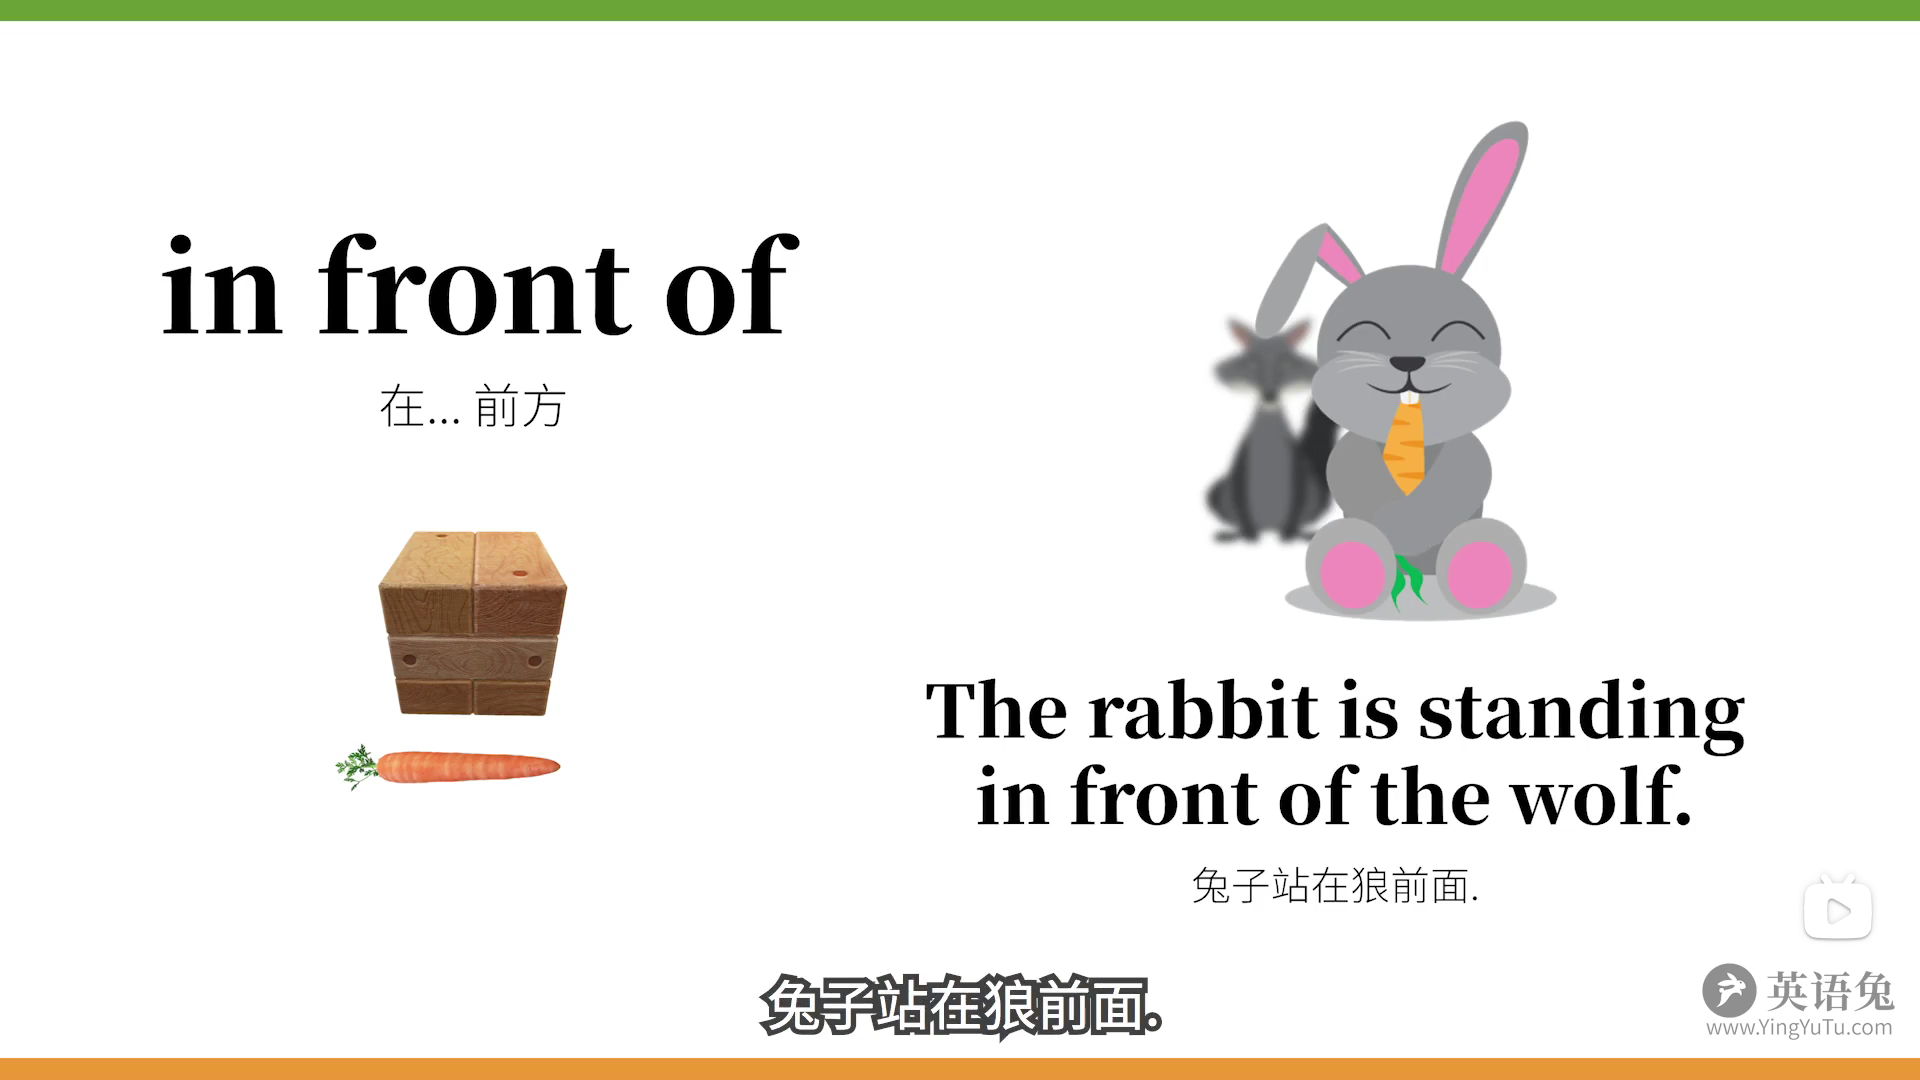 in front of
在... 前方
The rabbit is standing
in front of the wolf.
兔子站在狼前面.
兔子站在狼前面。
英语兔
www.YingYuTu.com